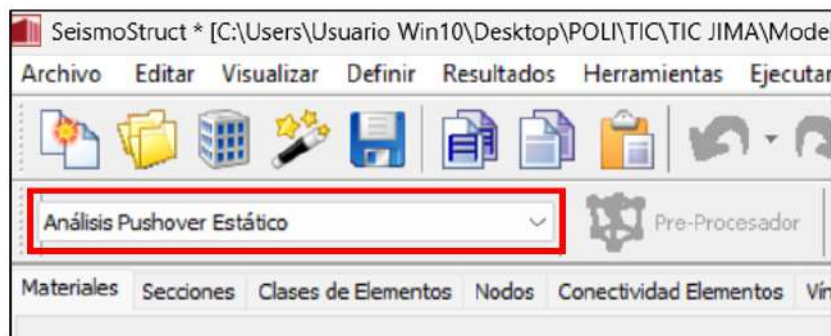 SeismoStruct * [C:\Users\Usuario Win10\Desktop\POLI\TIC\TIC JIMA\Mode
Archivo Editar Visualizar Definir Resultados Herramientas Ejecutar
Análisis Pushover Estático Pre-Procesador
Materiales Secciones Clases de Elementos Nodos Conectividad Elementos Vín